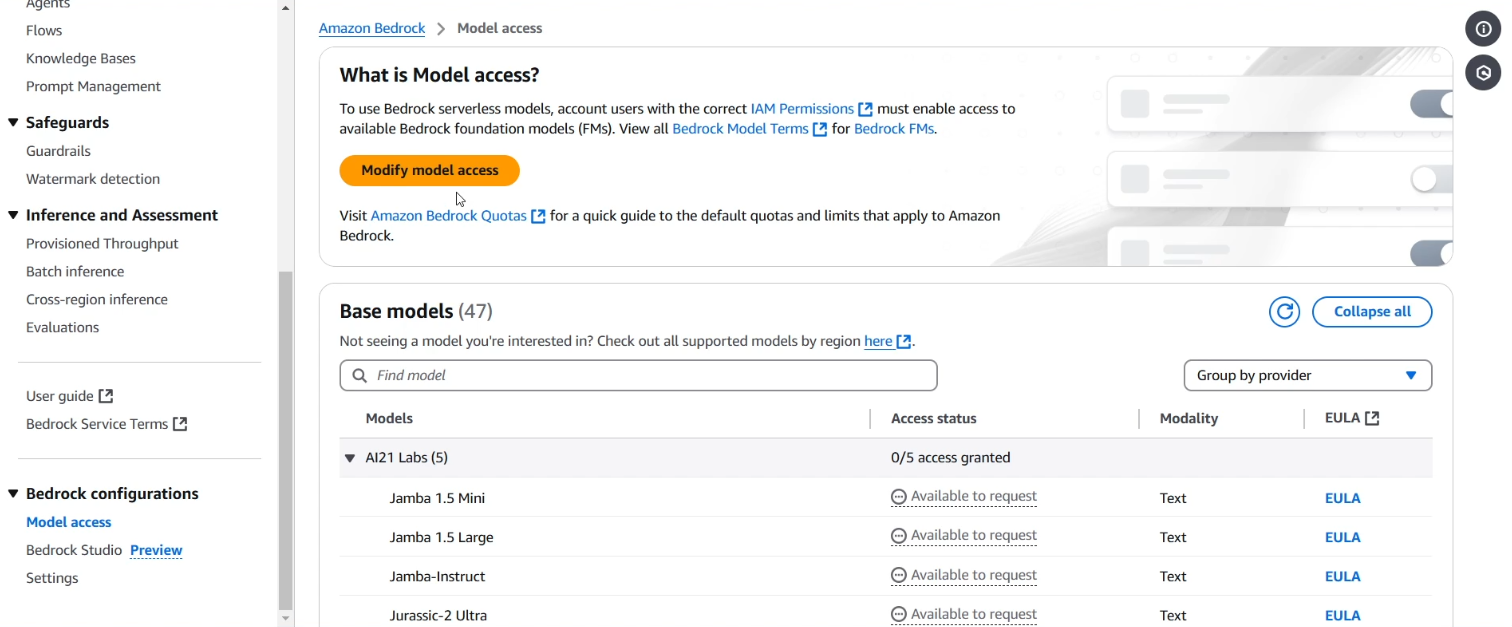 Agents
Flows
Knowledge Bases
Prompt Management
Safeguards
Guardrails
Watermark detection
Inference and Assessment
Provisioned Throughput
Batch inference
Cross-region inference
Evaluations
User guide
Bedrock Service Terms
Bedrock configurations
Model access
Bedrock Studio Preview
Settings
Amazon Bedrock > Model access
What is Model access?
To use Bedrock serverless models, account users with the correct IAM Permissions must enable access to
available Bedrock foundation models (FMs). View all Bedrock Model Terms for Bedrock FMs.
Modify model access
Visit Amazon Bedrock Quotas for a quick guide to the default quotas and limits that apply to Amazon
Bedrock.
Base models (47)
Collapse all
Not seeing a model you're interested in? Check out all supported models by region here.
Find model
Group by provider
Models Access status Modality EULA
AI21 Labs (5) 0/5 access granted
Jamba 1.5 Mini Available to request Text EULA
Jamba 1.5 Large Available to request Text EULA
Jamba-Instruct Available to request Text EULA
Jurassic-2 Ultra Available to request Text EULA